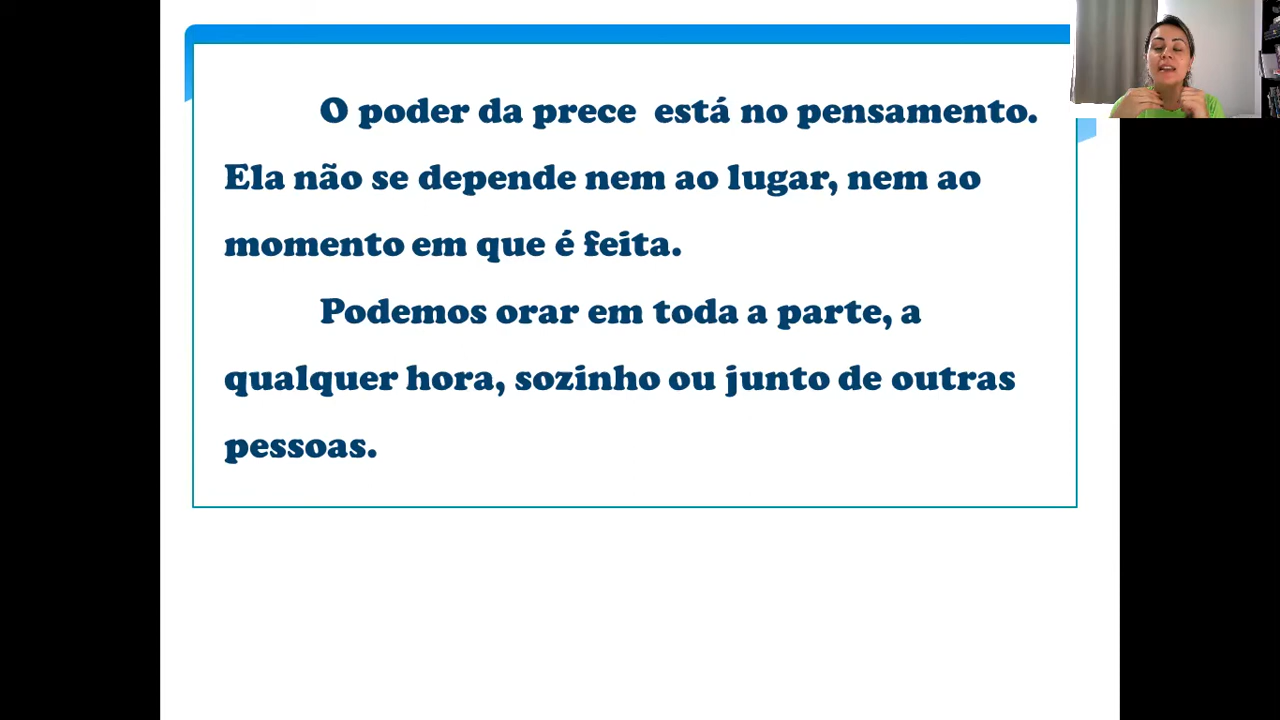 O poder da prece está no pensamento.
Ela não se depende nem ao lugar, nem ao
momento em que é feita.
Podemos orar em toda a parte, a
qualquer hora, sozinho ou junto de outras
pessoas.